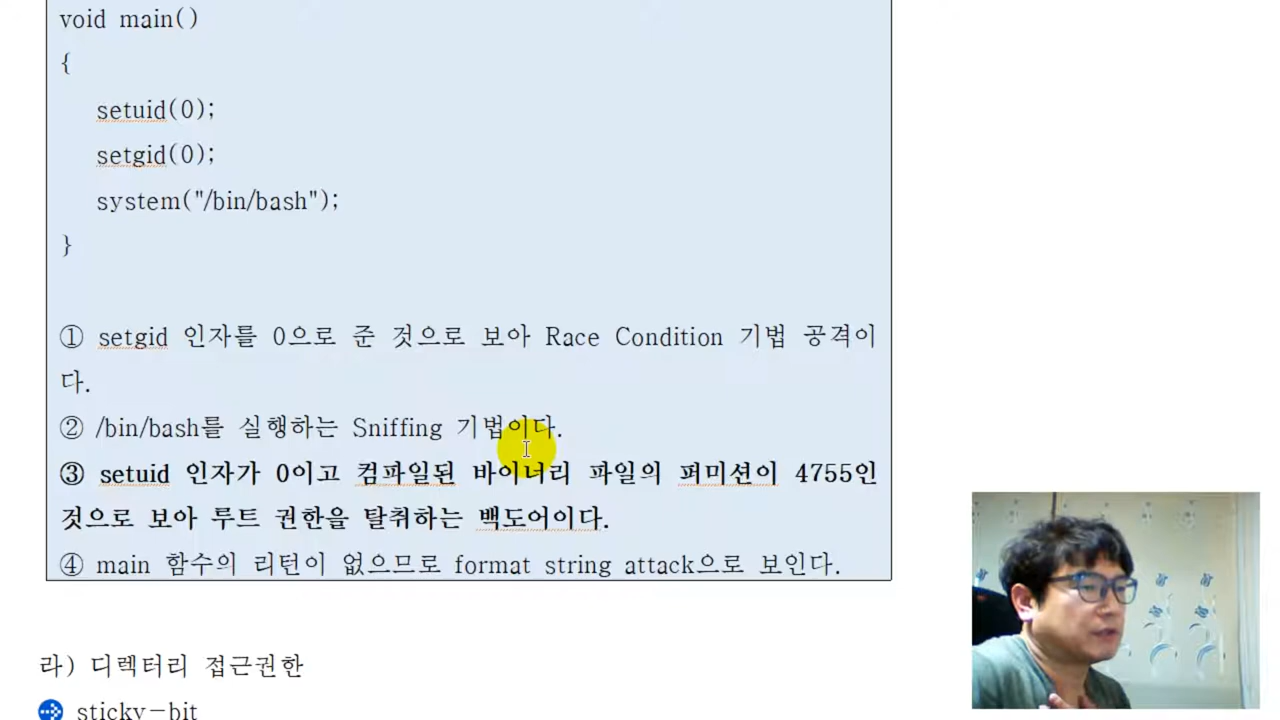 void main()
{
setuid(0);
setgid(0);
system("/bin/bash");
}
① setgid 인자를 0으로 준 것으로 보아 Race Condition 기법 공격이
다.
② /bin/bash를 실행하는 Sniffing 기법이다.
③ setuid 인자가 0이고 컴파일된 바이너리 파일의 퍼미션이 4755인
것으로 보아 루트 권한을 탈취하는 백도어이다.
④ main 함수의 리턴이 없으므로 format string attack으로 보인다.
라) 디렉터리 접근권한
sticky-bit